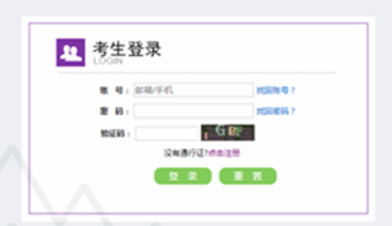 考生登录
LOGIN
账 号： 邮箱/手机 找回账号？
密 码： 找回密码？
验证码：
没有通行证?点击注册
登 录 重 置